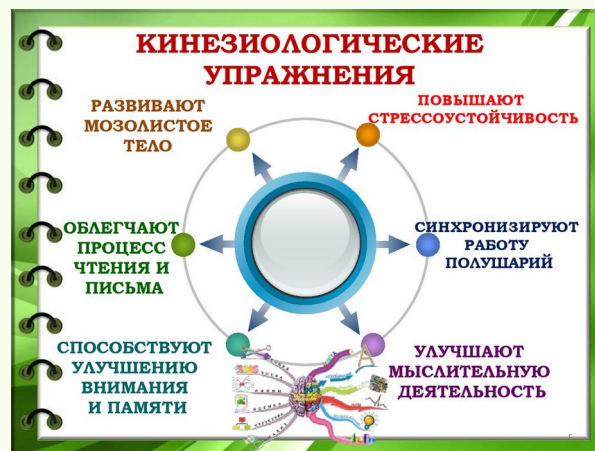 КИНЕЗИОЛОГИЧЕСКИЕ
УПРАЖНЕНИЯ
РАЗВИВАЮТ
МОЗОЛИСТОЕ
ТЕЛО
ПОВЫШАЮТ
СТРЕССОУСТОЙЧИВОСТЬ
ОБЛЕГЧАЮТ
ПРОЦЕСС
ЧТЕНИЯ И
ПИСЬМА
СИНХРОНИЗИРУЮТ
РАБОТУ
ПОЛУШАРИЙ
СПОСОБСТВУЮТ
УЛУЧШЕНИЮ
ВНИМАНИЯ
И ПАМЯТИ
УЛУЧШАЮТ
МЫСЛИТЕЛЬНУЮ
ДЕЯТЕЛЬНОСТЬ